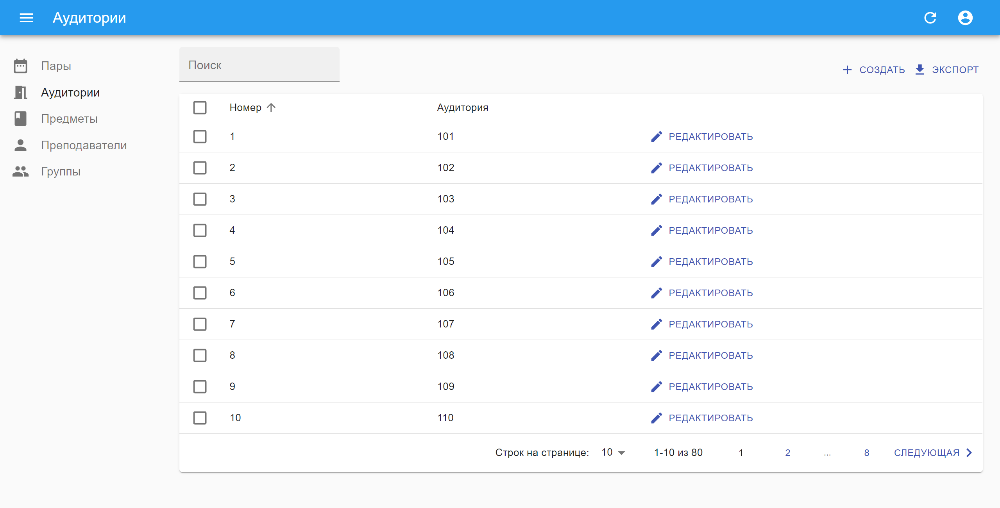 Аудитории
Пары
Аудитории
Предметы
Преподаватели
Группы
Поиск
СОЗДАТЬ ЭКСПОРТ
Номер Аудитория
1 101 РЕДАКТИРОВАТЬ
2 102 РЕДАКТИРОВАТЬ
3 103 РЕДАКТИРОВАТЬ
4 104 РЕДАКТИРОВАТЬ
5 105 РЕДАКТИРОВАТЬ
6 106 РЕДАКТИРОВАТЬ
7 107 РЕДАКТИРОВАТЬ
8 108 РЕДАКТИРОВАТЬ
9 109 РЕДАКТИРОВАТЬ
10 110 РЕДАКТИРОВАТЬ
Строк на странице: 10 1-10 из 80 1 2 ... 8 СЛЕДУЮЩАЯ